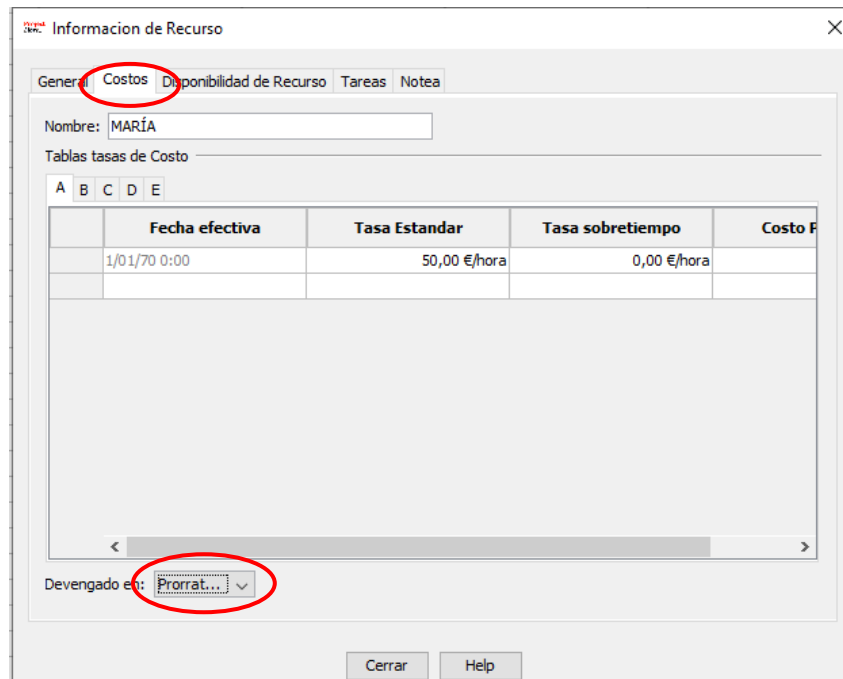 Informacion de Recurso
General Costos Disponibilidad de Recurso Tareas Notea
Nombre: MARÍA
Tablas tasas de Costo
A B C D E
Fecha efectiva Tasa Estandar Tasa sobretiempo Costo P
1/01/70 0:00 50,00 €/hora 0,00 €/hora
Devengado en: Prorrat...
Cerrar Help